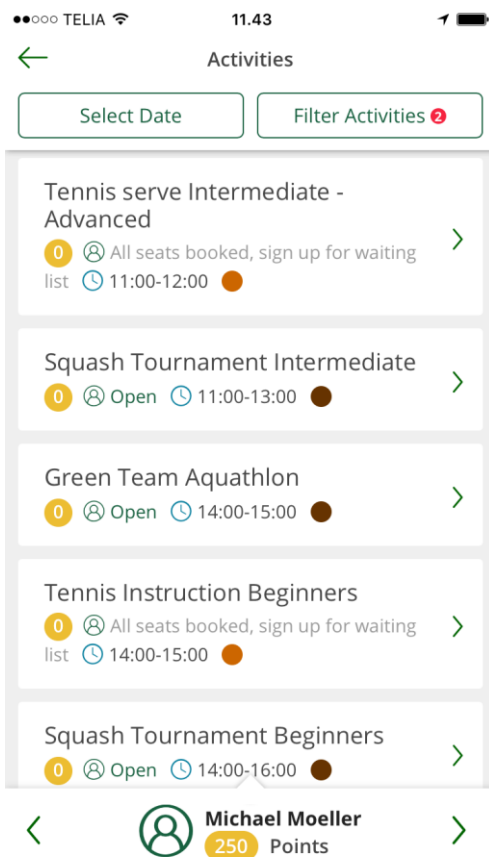 TELIA 11.43
Activities
Select Date Filter Activities 2
Tennis serve Intermediate -
Advanced
0 All seats booked, sign up for waiting
list 11:00-12:00
Squash Tournament Intermediate
0 Open 11:00-13:00
Green Team Aquathlon
0 Open 14:00-15:00
Tennis Instruction Beginners
0 All seats booked, sign up for waiting
list 14:00-15:00
Squash Tournament Beginners
0 Open 14:00-16:00
Michael Moeller
250 Points